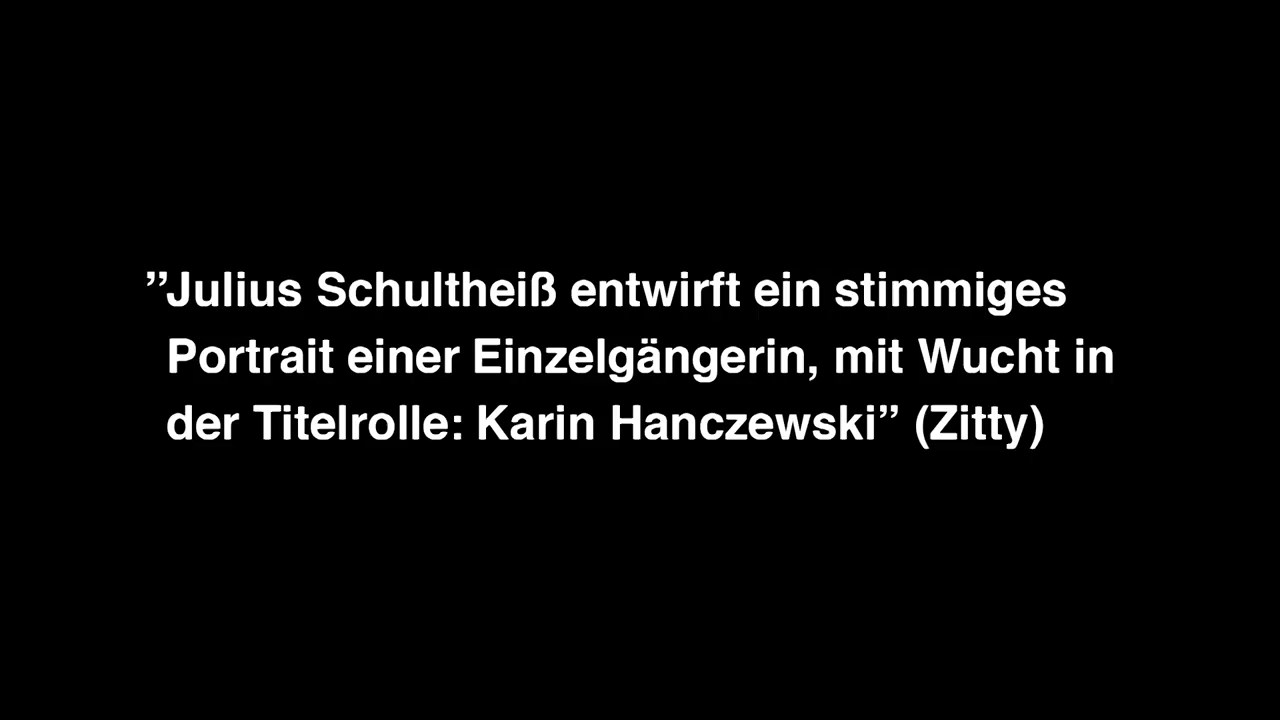 ”Julius Schultheiß entwirft ein stimmiges
Portrait einer Einzelgängerin, mit Wucht in
der Titelrolle: Karin Hanczewski” (Zitty)